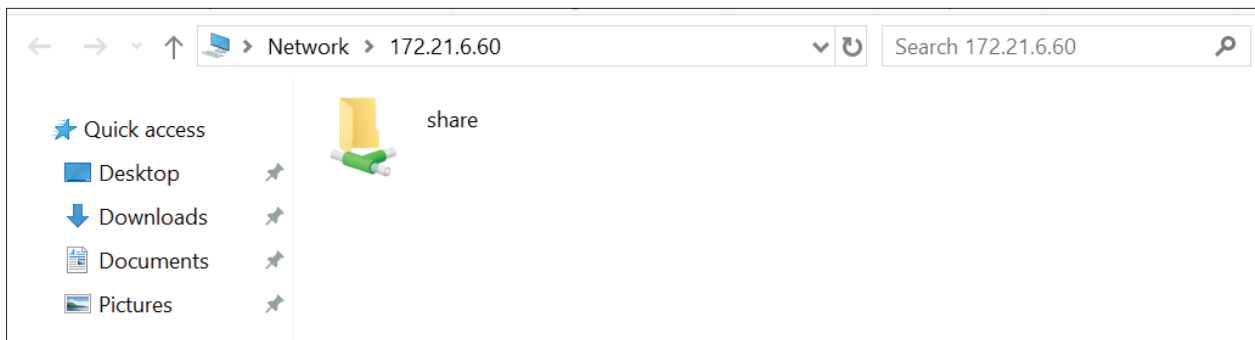 Network > 172.21.6.60
Search 172.21.6.60
Quick access
Desktop
Downloads
Documents
Pictures
share